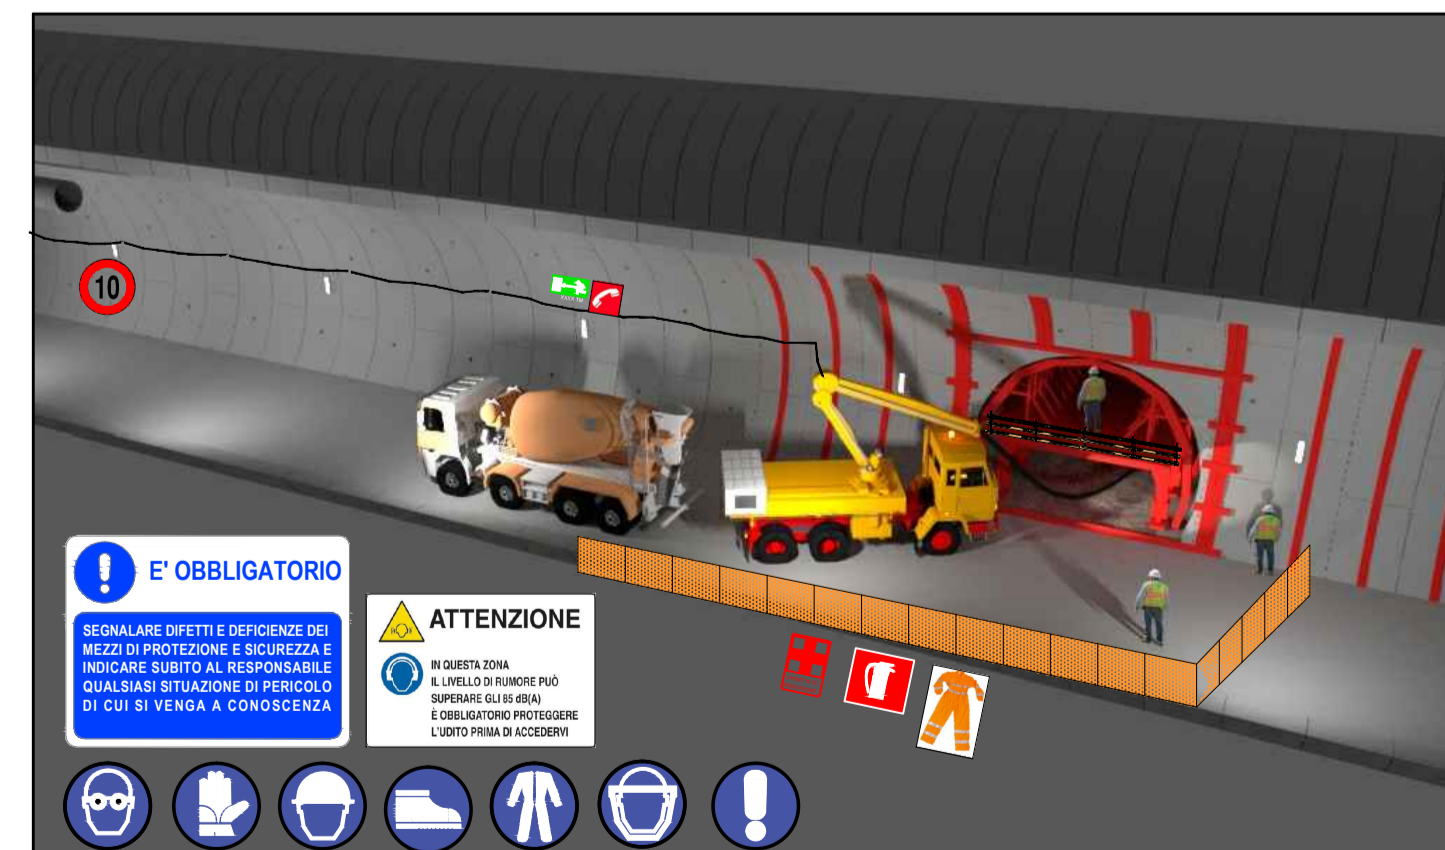 10
E' OBBLIGATORIO
SEGNALARE DIFETTI E DEFICIENZE DEI
MEZZI DI PROTEZIONE E SICUREZZA E
INDICARE SUBITO AL RESPONSABILE
QUALSIASI SITUAZIONE DI PERICOLO
DI CUI SI VENGA A CONOSCENZA
ATTENZIONE
IN QUESTA ZONA
IL LIVELLO DI RUMORE PUÒ
SUPERARE GLI 85 dB(A)
È OBBLIGATORIO PROTEGGERE
L'UDITO PRIMA DI ACCEDERVI